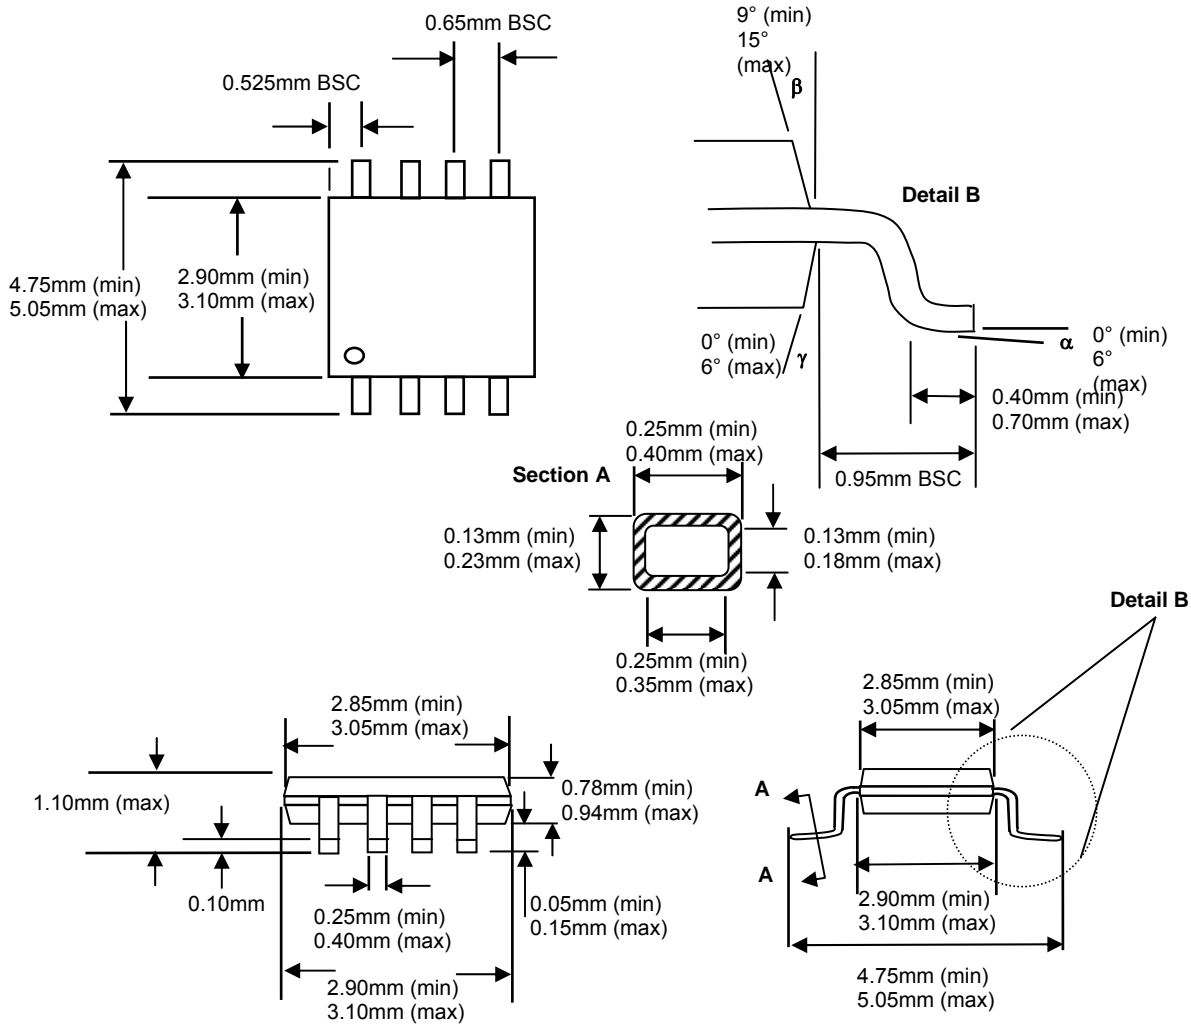 0.65mm BSC
0.525mm BSC
4.75mm (min)
5.05mm (max)
2.90mm (min)
3.10mm (max)
9° (min)
15°
(max)
β
Detail B
0° (min)
6° (max)
γ
α
0° (min)
6°
(max)
0.40mm (min)
0.70mm (max)
0.95mm BSC
0.25mm (min)
0.40mm (max)
Section A
0.13mm (min)
0.23mm (max)
0.13mm (min)
0.18mm (max)
0.25mm (min)
0.35mm (max)
Detail B
2.85mm (min)
3.05mm (max)
1.10mm (max)
0.78mm (min)
0.94mm (max)
0.10mm
0.25mm (min)
0.40mm (max)
0.05mm (min)
0.15mm (max)
2.90mm (min)
3.10mm (max)
2.85mm (min)
3.05mm (max)
A
A
2.90mm (min)
3.10mm (max)
4.75mm (min)
5.05mm (max)